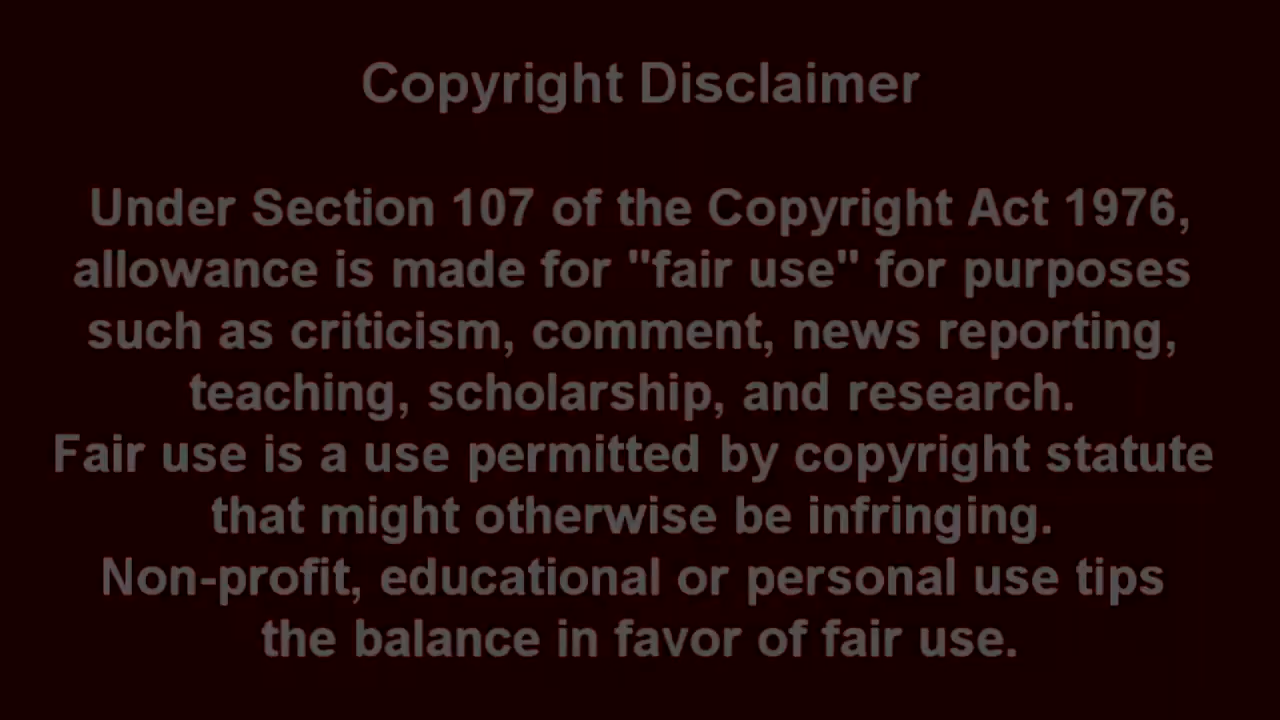 Copyright Disclaimer
Under Section 107 of the Copyright Act 1976,
allowance is made for "fair use" for purposes
such as criticism, comment, news reporting,
teaching, scholarship, and research.
Fair use is a use permitted by copyright statute
that might otherwise be infringing.
Non-profit, educational or personal use tips
the balance in favor of fair use.